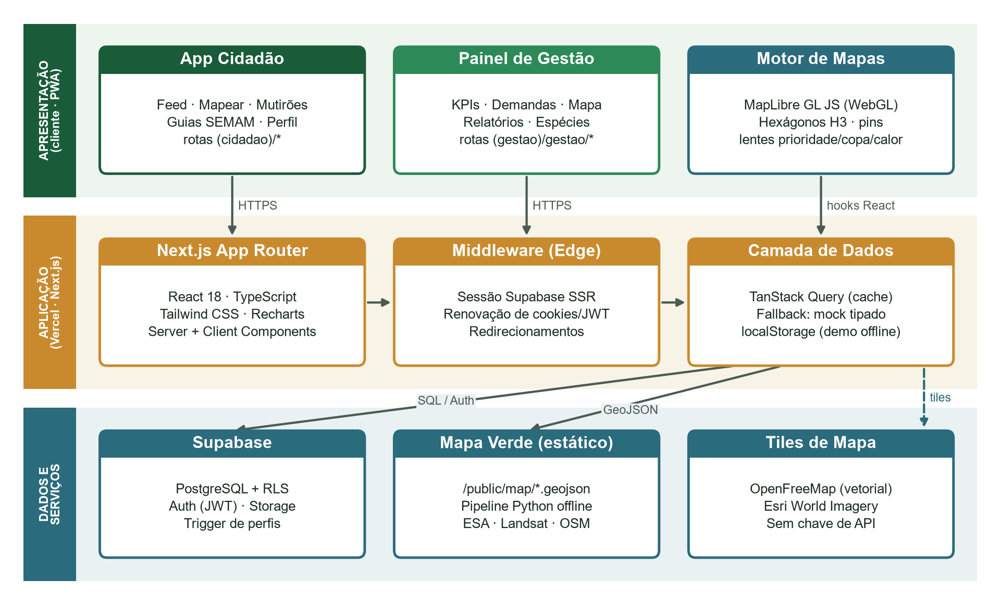 APRESENTAÇÃO
(cliente · PWA)
App Cidadão
Feed · Mapear · Mutirões
Guias SEMAM · Perfil
rotas (cidadao)/*
Painel de Gestão
KPIs · Demandas · Mapa
Relatórios · Espécies
rotas (gestao)/gestao/*
Motor de Mapas
MapLibre GL JS (WebGL)
Hexágonos H3 · pins
lentes prioridade/copa/calor
HTTPS
HTTPS
hooks React
APLICAÇÃO
(Vercel · Next.js)
Next.js App Router
React 18 · TypeScript
Tailwind CSS · Recharts
Server + Client Components
Middleware (Edge)
Sessão Supabase SSR
Renovação de cookies/JWT
Redirecionamentos
Camada de Dados
TanStack Query (cache)
Fallback: mock tipado
localStorage (demo offline)
SQL / Auth
GeoJSON
tiles
DADOS E
SERVIÇOS
Supabase
PostgreSQL + RLS
Auth (JWT) · Storage
Trigger de perfis
Mapa Verde (estático)
/public/map/*.geojson
Pipeline Python offline
ESA · Landsat · OSM
Tiles de Mapa
OpenFreeMap (vetorial)
Esri World Imagery
Sem chave de API